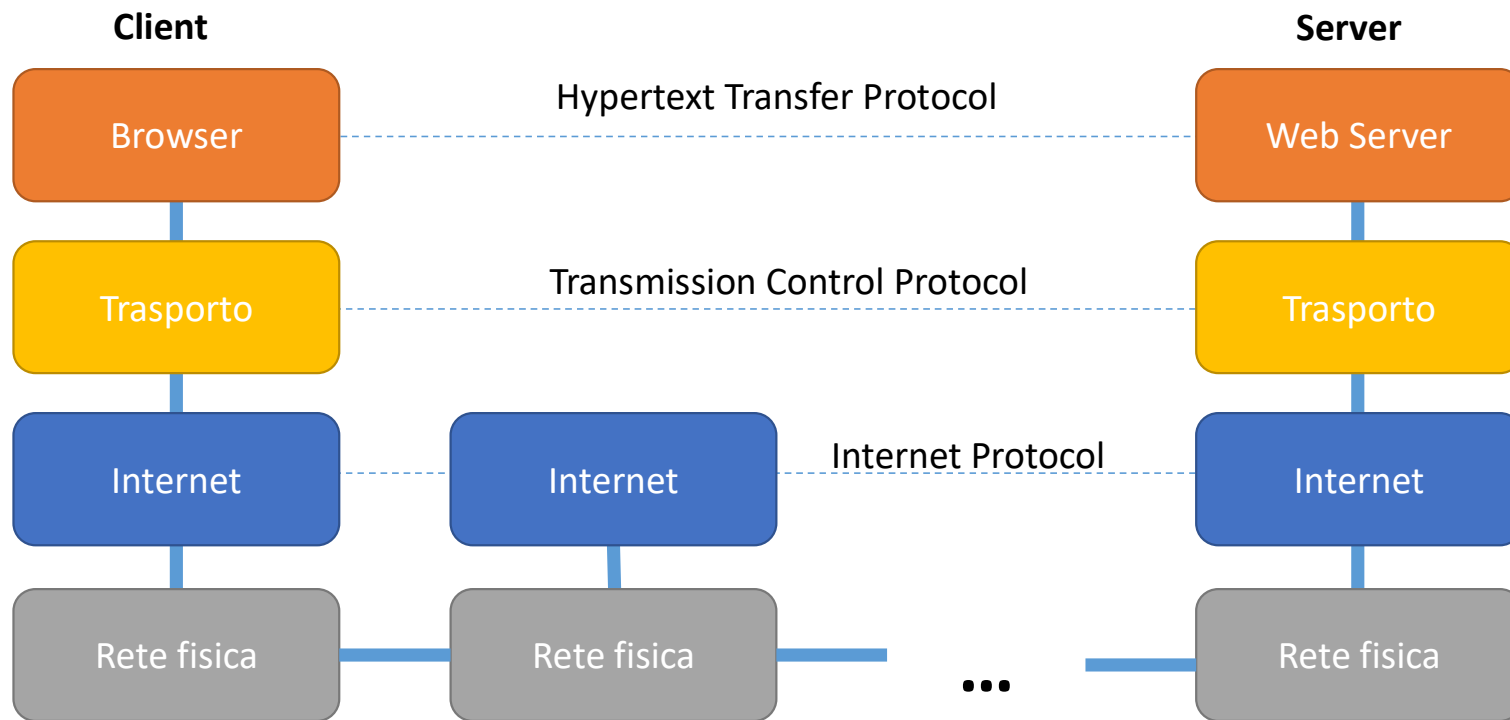 Client
Server
Browser
Hypertext Transfer Protocol
Web Server
Trasporto
Transmission Control Protocol
Trasporto
Internet
Internet
Internet Protocol
Internet
Rete fisica
Rete fisica
...
Rete fisica